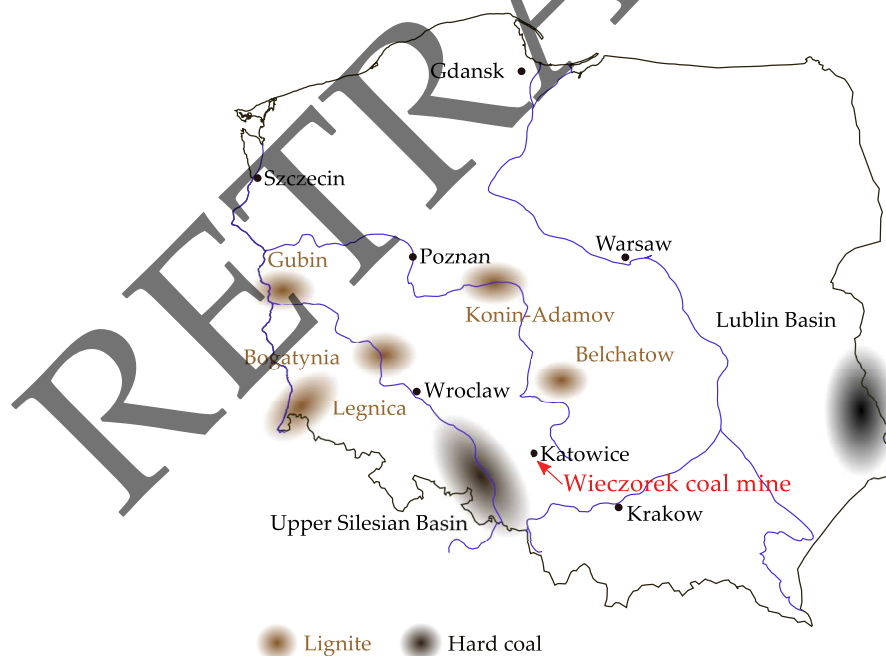 RETRA
Gdansk
Szczecin
Warsaw
Gubin
Poznan
Konin-Adamov
Lublin Basin
Bogatynia
Belchatow
Wroclaw
Legnica
Katowice
Wieczorek coal mine
Krakow
Upper Silesian Basin
Lignite
Hard coal